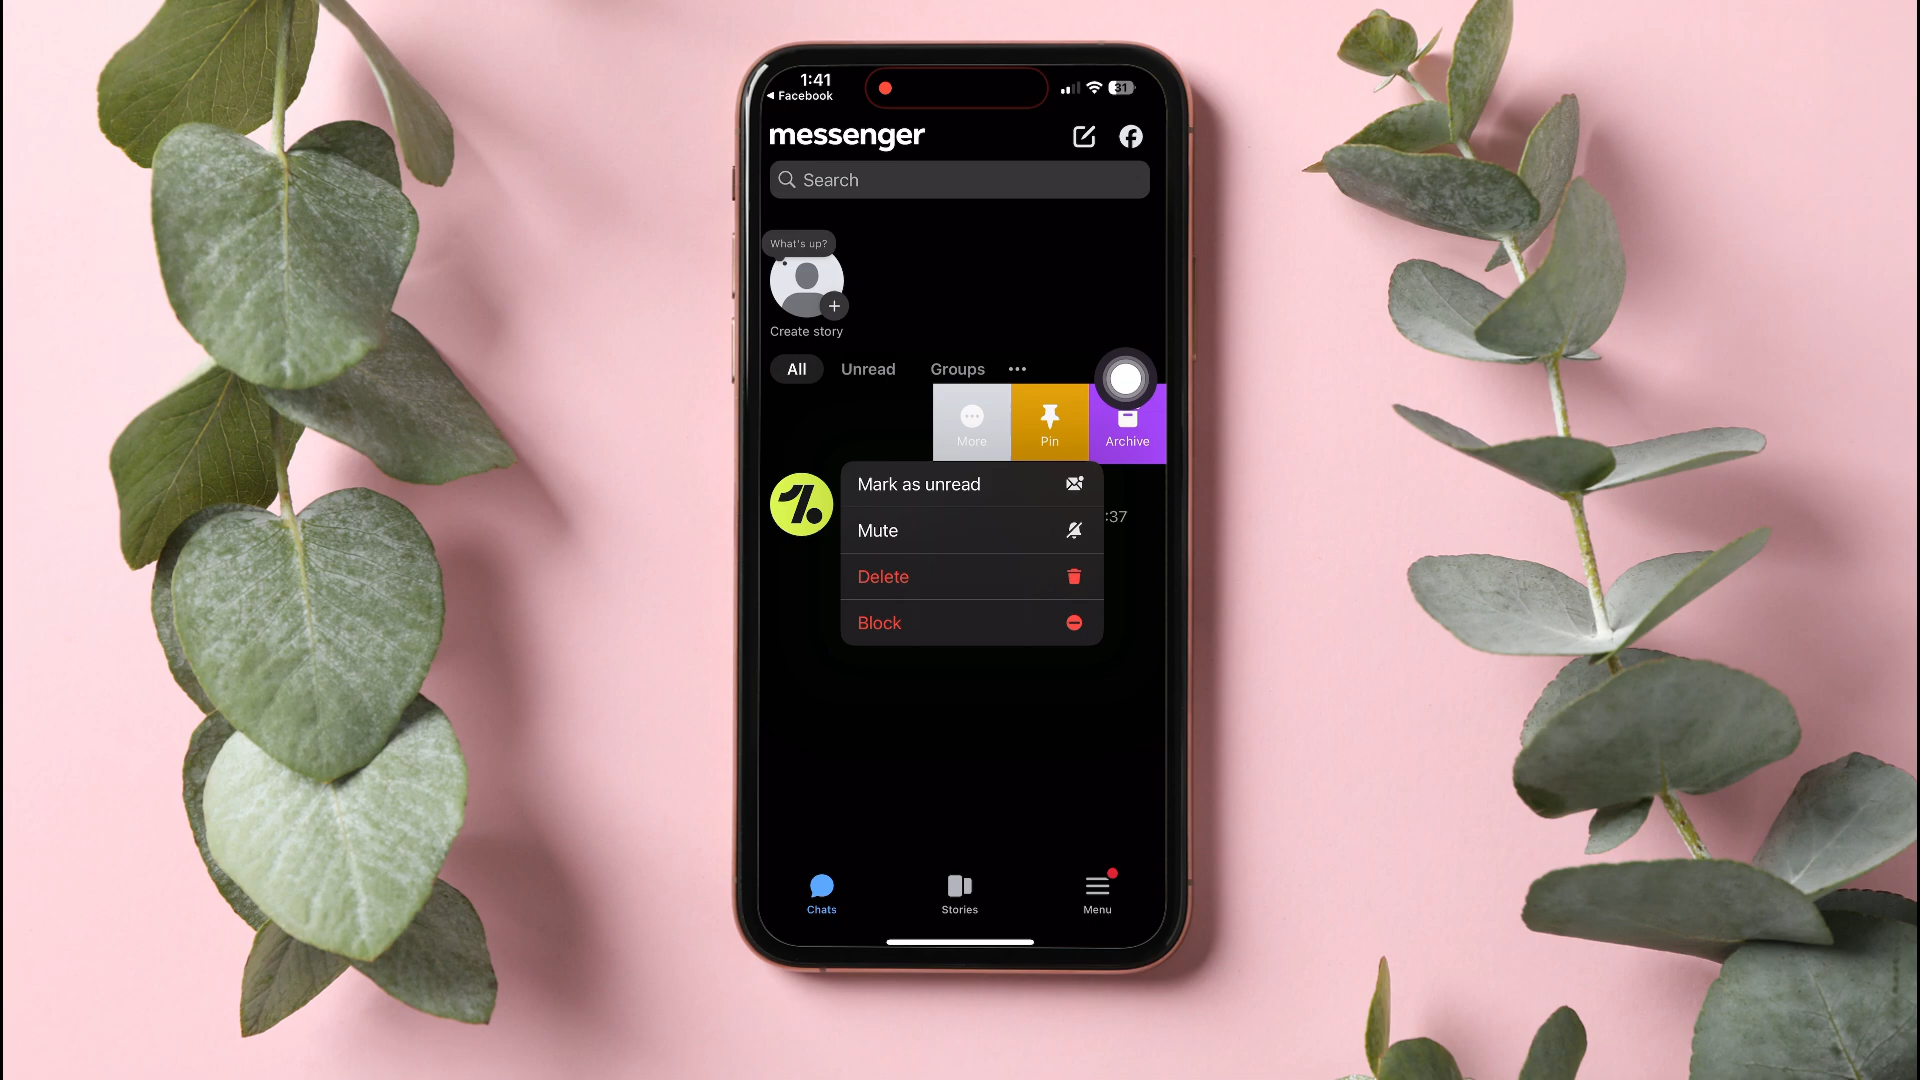 1:41
◀ Facebook
31
messenger
Search
What's up?
Create story
All Unread Groups
More Pin Archive
Mark as unread
:37
Mute
Delete
Block
Chats Stories Menu